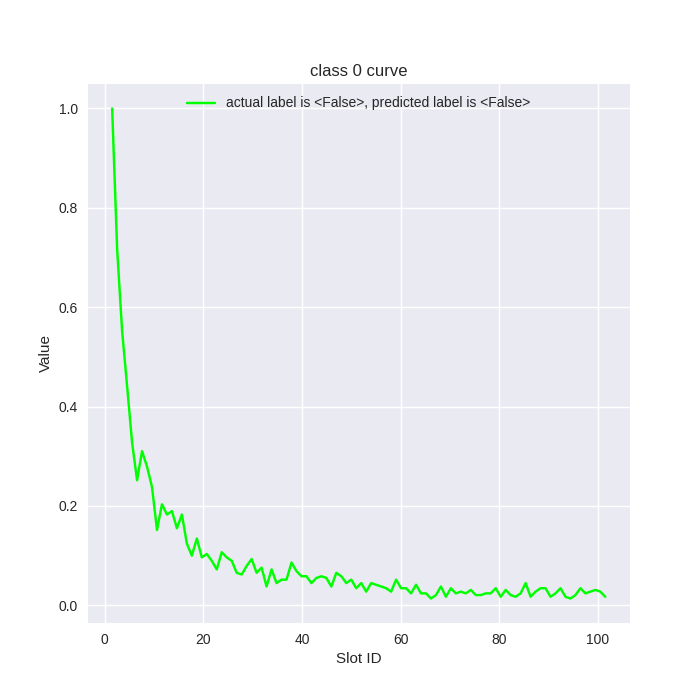 class 0 curve
actual label is <False>, predicted label is <False>
1.0
0.8
0.6
0.4
0.2
0.0
Value
0 20 40 60 80 100
Slot ID